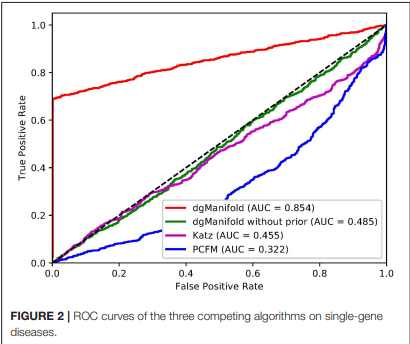 1.0
0.8
0.6
0.4
0.2
0.0
True Positive Rate
dgManifold (AUC = 0.854)
dgManifold without prior (AUC = 0.485)
Katz (AUC = 0.455)
PCFM (AUC = 0.322)
0.0 0.2 0.4 0.6 0.8 1.0
False Positive Rate
FIGURE 2 | ROC curves of the three competing algorithms on single-gene
diseases.